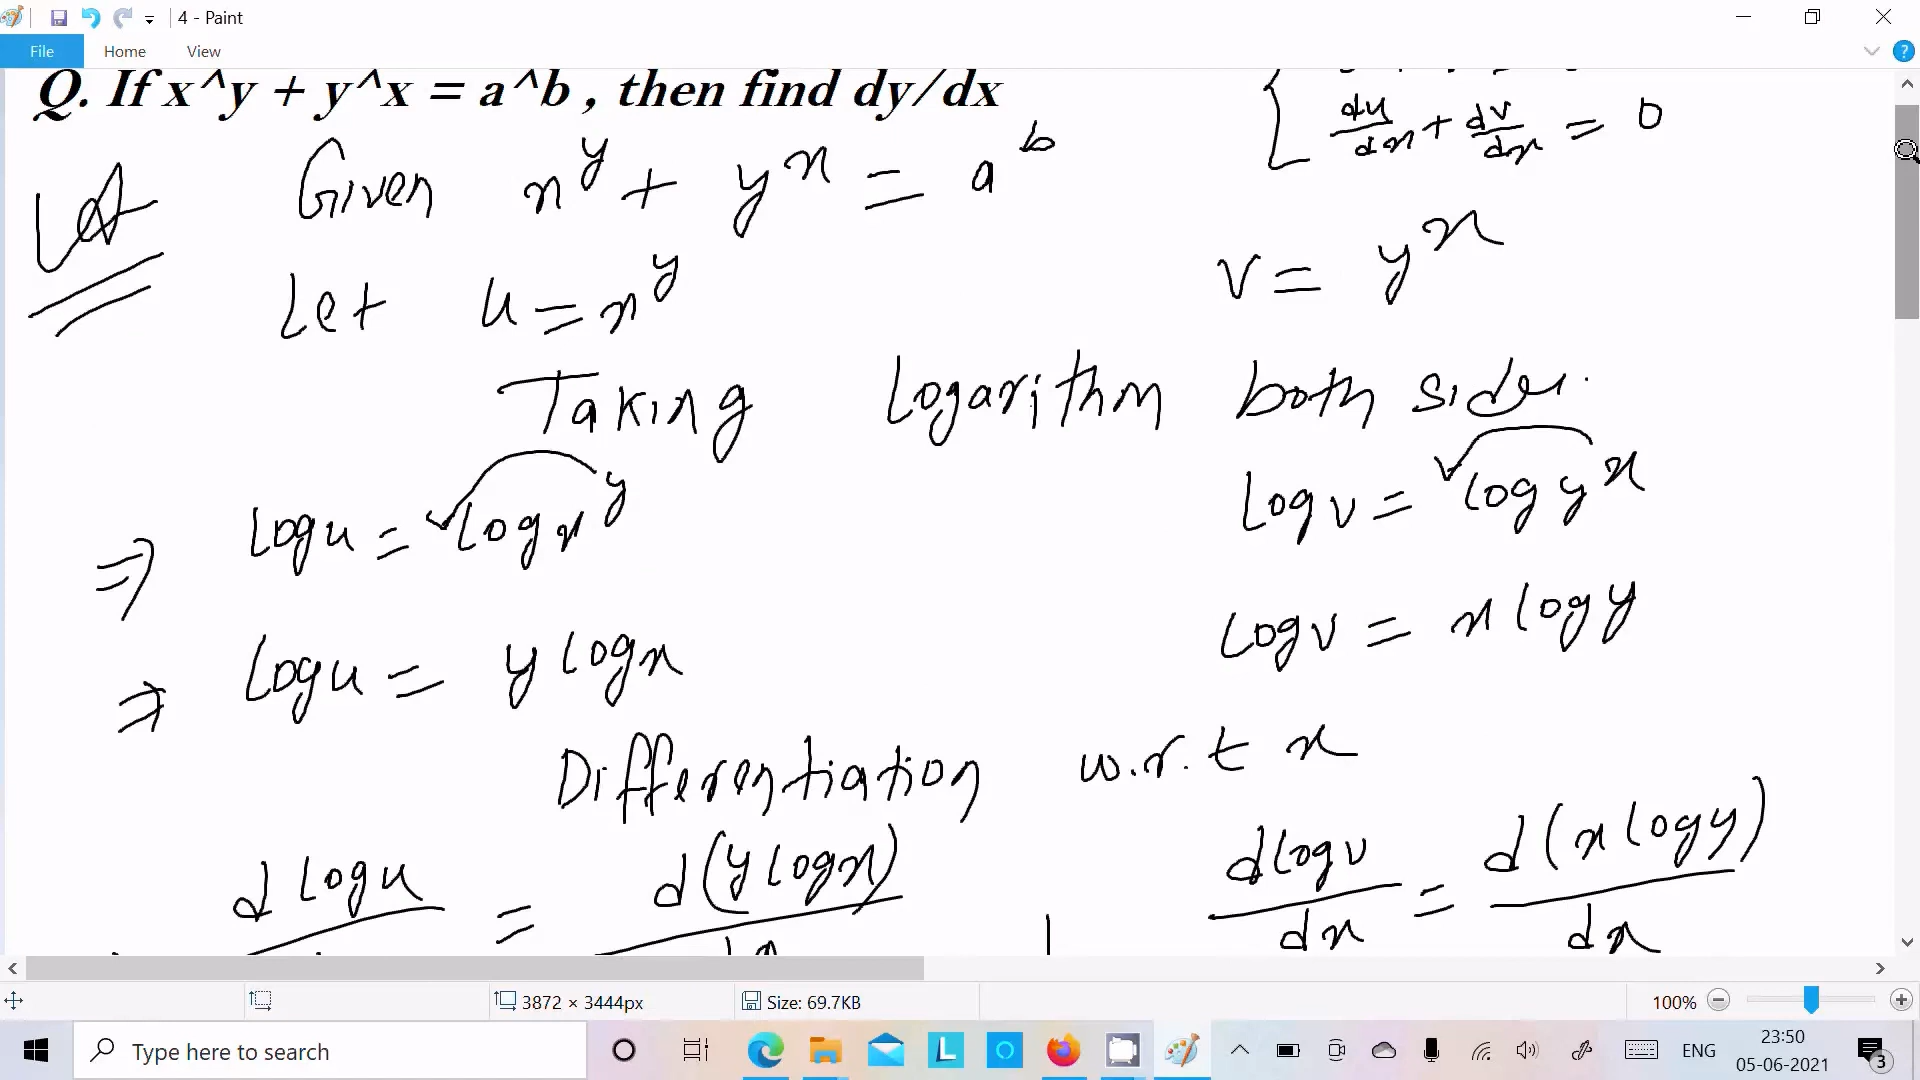 4 - Paint
File Home View
Q. If x^y + y^x = a^b , then find dy/dx
du/dx + dv/dx = 0
Given x^y + y^x = a^b
Let u = x^y
v = y^x
Taking Logarithm both sides.
⇒ Log u = log x^y
Log v = log y^x
⇒ Log u = y log x
Log v = x log y
Differentiation w.r.t x
d log u = d(y log x)
d log v / dx = d(x log y) / dx
3872 × 3444px Size: 69.7KB 100%
Type here to search
ENG
23:50
05-06-2021
3